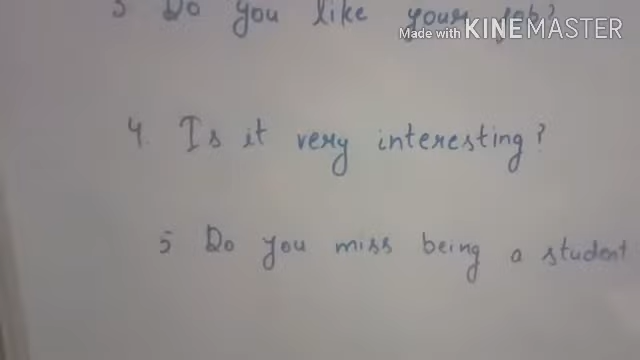 3 Do you like your job?
Made with KINEMASTER
4. Is it very interesting?
5 Do you miss being a student